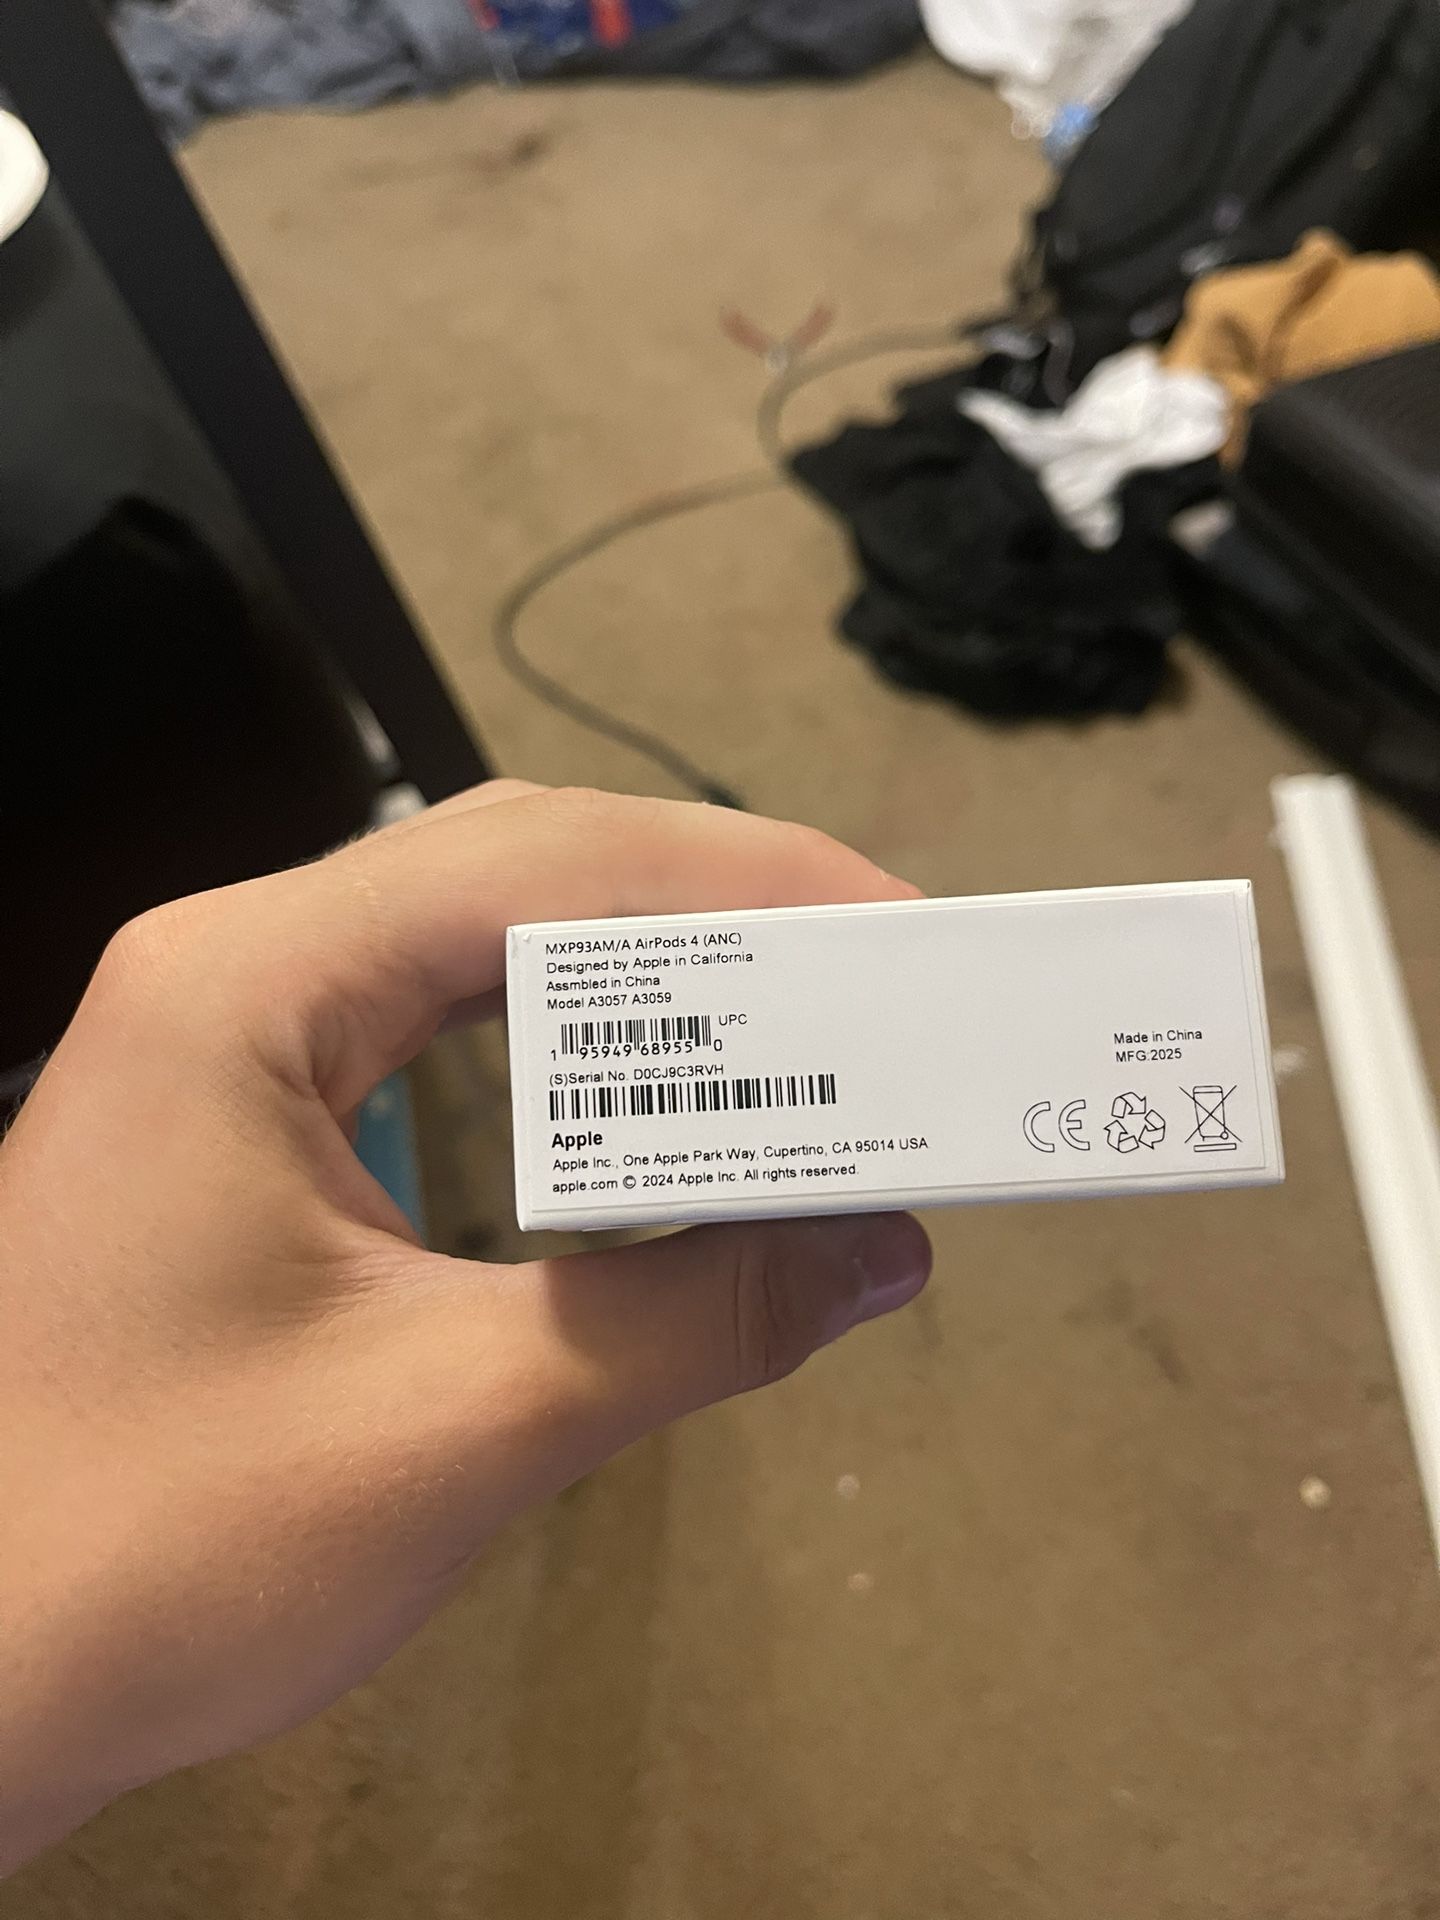 MXP93AM/A AirPods 4 (ANC)
Designed by Apple in California
Assmbled in China
Model A3057 A3059
UPC
1 95949 68955 0
(S)Serial No. D0CJ9C3RVH
Apple
Apple Inc., One Apple Park Way, Cupertino, CA 95014 USA
apple.com © 2024 Apple Inc. All rights reserved.
Made in China
MFG:2025
CE